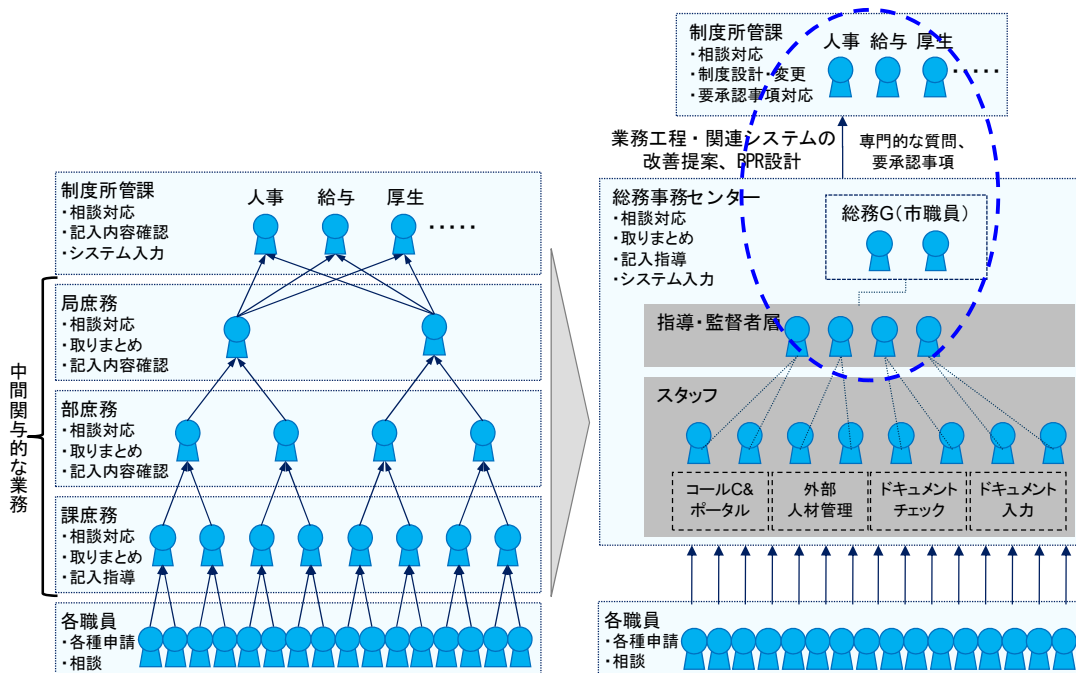 制度所管課
・相談対応
・記入内容確認
・システム入力
人事
給与
厚生
・・・・・
中間関与的な業務
局庶務
・相談対応
・取りまとめ
・記入内容確認
部庶務
・相談対応
・取りまとめ
・記入内容確認
課庶務
・相談対応
・取りまとめ
・記入指導
各職員
・各種申請
・相談
制度所管課
・相談対応
・制度設計・変更
・要承認事項対応
人事 給与 厚生
・・・・・
業務工程・関連システムの
改善提案、BPR設計
専門的な質問、
要承認事項
総務事務センター
・相談対応
・取りまとめ
・記入指導
・システム入力
総務G(市職員)
指導・監督者層
スタッフ
コールC&
ポータル
外部
人材管理
ドキュメント
チェック
ドキュメント
入力
各職員
・各種申請
・相談